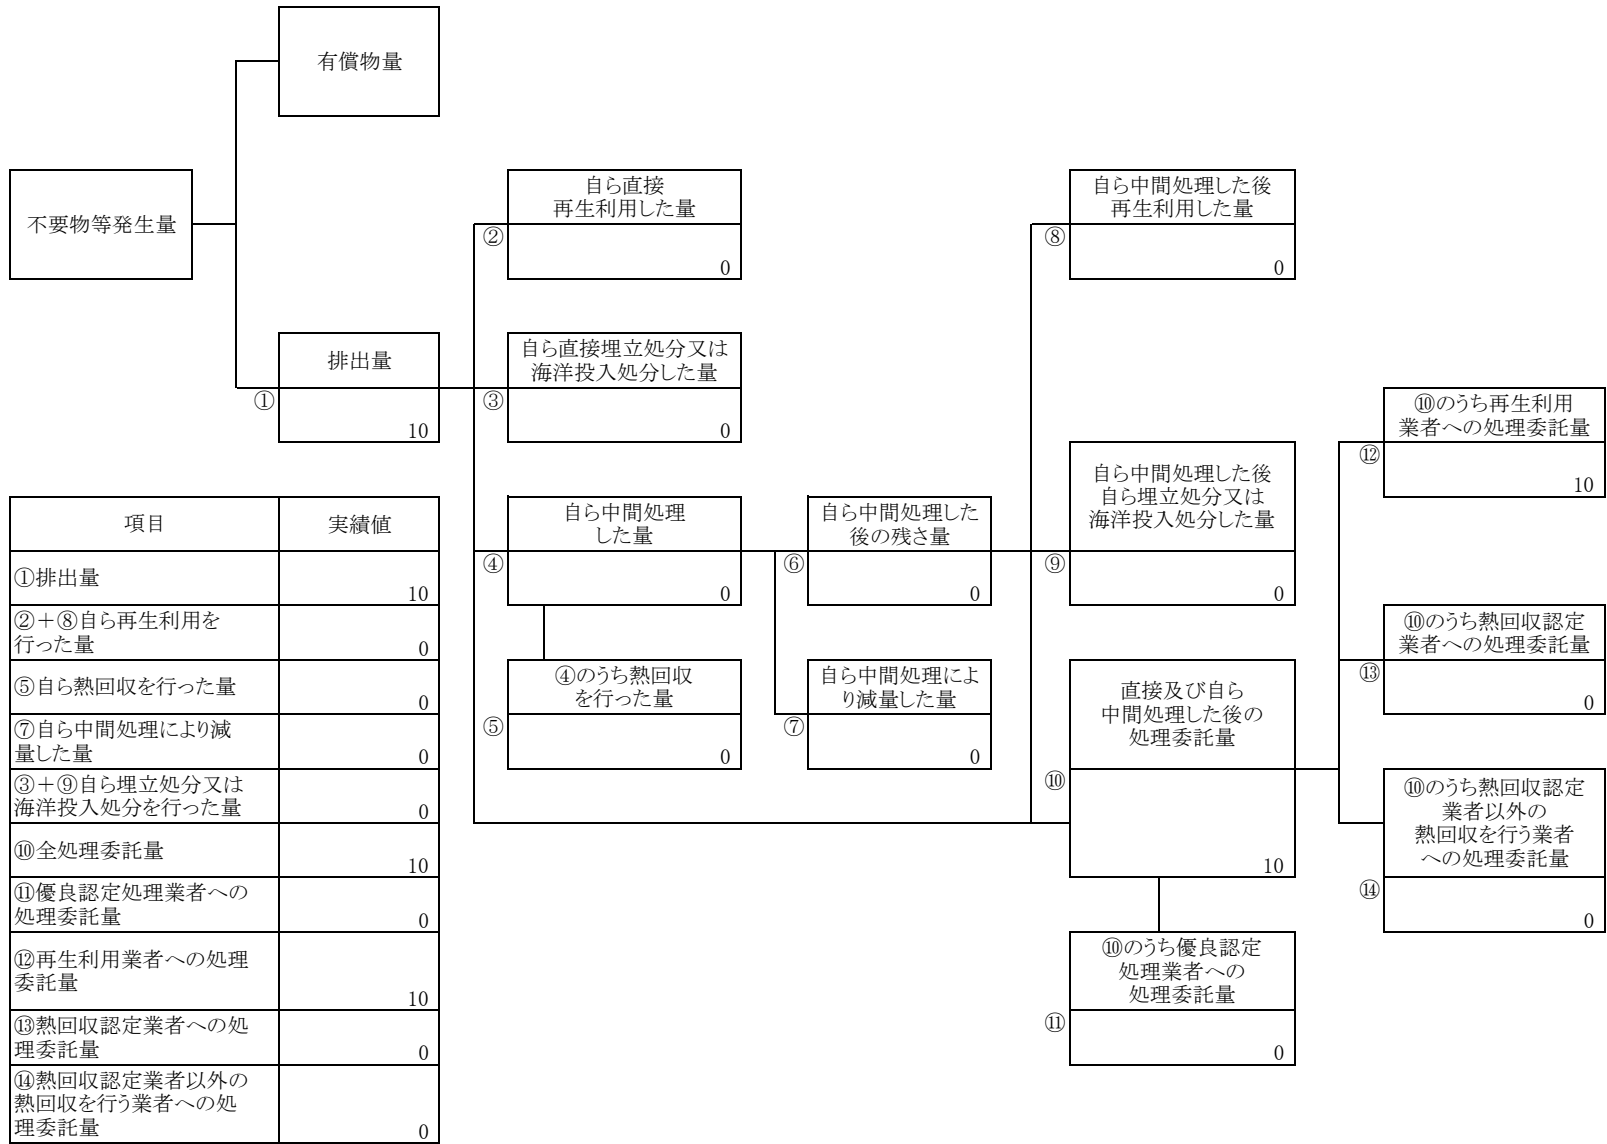 有償物量
不要物等発生量
排出量
①
10
自ら直接
再生利用した量
②
0
自ら直接埋立処分又は
海洋投入処分した量
③
0
自ら中間処理
した量
④
0
④のうち熱回収
を行った量
⑤
0
自ら中間処理した
後の残さ量
⑥
0
自ら中間処理によ
り減量した量
⑦
0
自ら中間処理した後
再生利用した量
⑧
0
自ら中間処理した後
自ら埋立処分又は
海洋投入処分した量
⑨
0
直接及び自ら
中間処理した後の
処理委託量
⑩
10
⑩のうち優良認定
処理業者への
処理委託量
⑪
0
⑩のうち再生利用
業者への処理委託量
⑫
10
⑩のうち熱回収認定
業者への処理委託量
⑬
0
⑩のうち熱回収認定
業者以外の
熱回収を行う業者
への処理委託量
⑭
0
項目 実績値
①排出量
10
②＋⑧自ら再生利用を
行った量
0
⑤自ら熱回収を行った量
0
⑦自ら中間処理により減
量した量
0
③＋⑨自ら埋立処分又は
海洋投入処分を行った量
0
⑩全処理委託量
10
⑪優良認定処理業者への
処理委託量
0
⑫再生利用業者への処理
委託量
10
⑬熱回収認定業者への処
理委託量
0
⑭熱回収認定業者以外の
熱回収を行う業者への処
理委託量
0